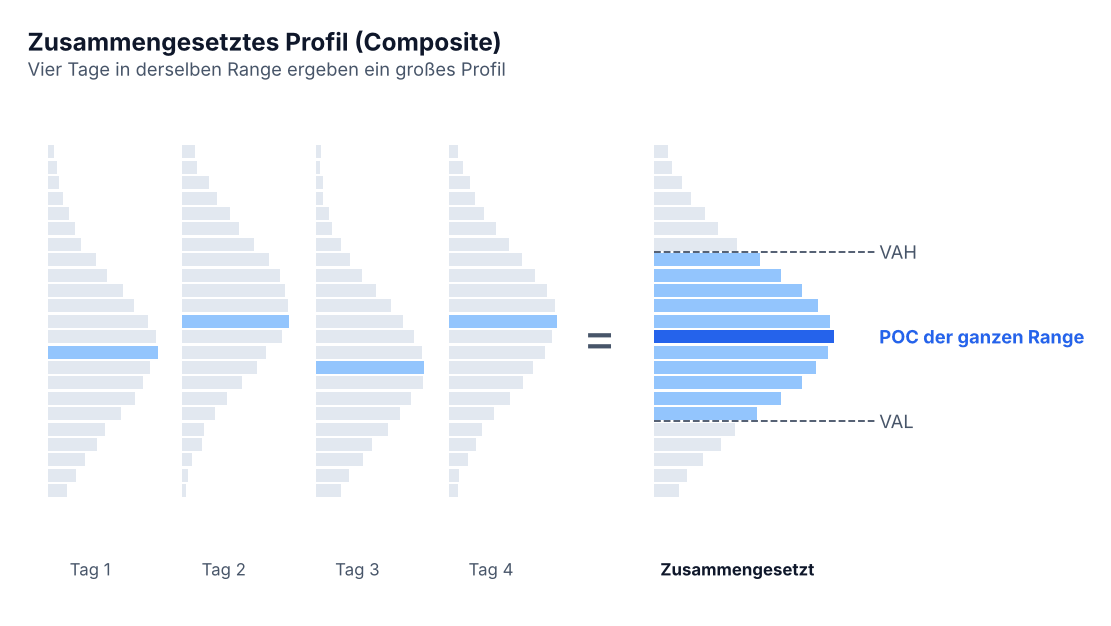 Zusammengesetztes Profil (Composite)
Vier Tage in derselben Range ergeben ein großes Profil
VAH
=
POC der ganzen Range
VAL
Tag 1
Tag 2
Tag 3
Tag 4
Zusammengesetzt